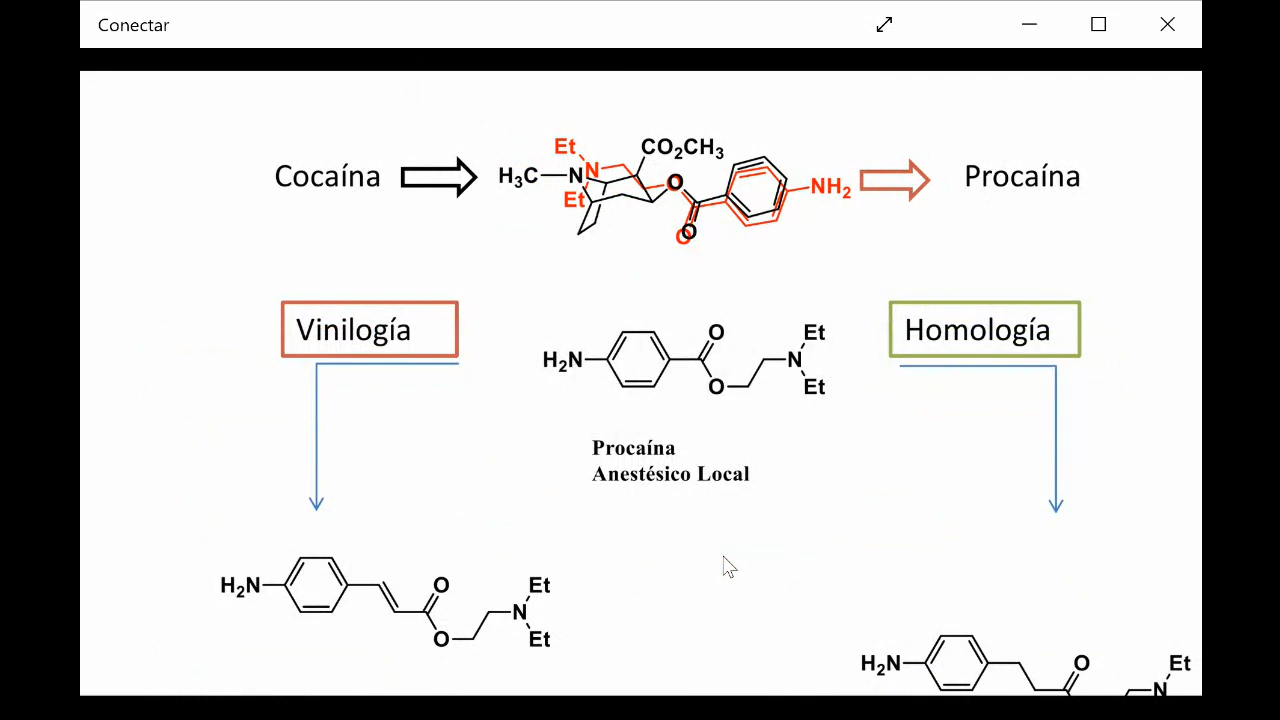 Conectar
Cocaína
Et
N
Et
H₃C
N
CO₂CH₃
O
O
O
O
NH₂
Procaína
Vinilogía
Homología
H₂N
O
O
N
Et
Et
Procaína
Anestésico Local
H₂N
O
O
N
Et
Et
H₂N
O
N
Et